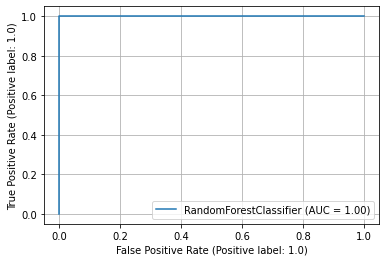 True Positive Rate (Positive label: 1.0)
1.0
0.8
0.6
0.4
0.2
0.0
RandomForestClassifier (AUC = 1.00)
0.0 0.2 0.4 0.6 0.8 1.0
False Positive Rate (Positive label: 1.0)